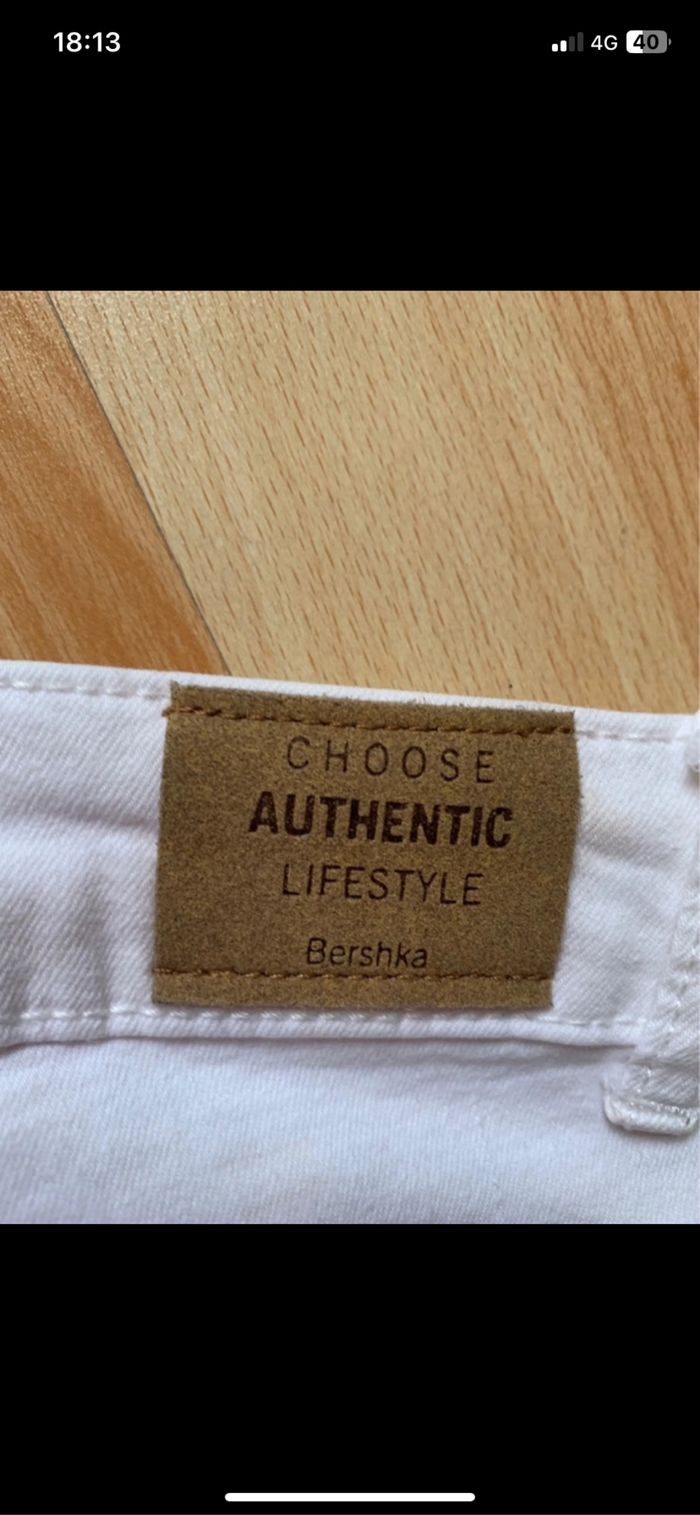 18:13
4G 40
CHOOSE
AUTHENTIC
LIFESTYLE
Bershka